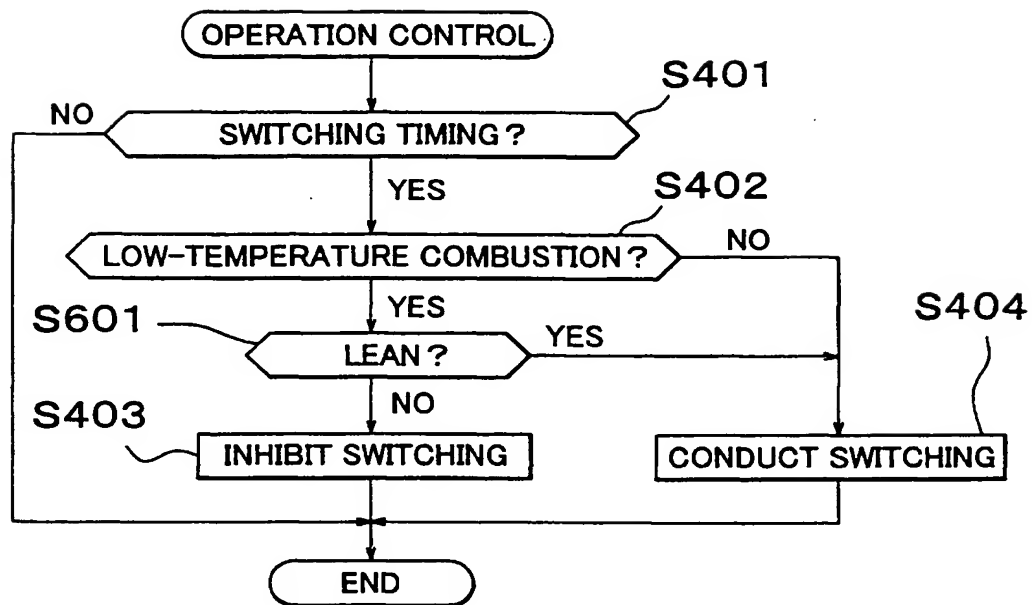 OPERATION CONTROL
S401
NO
SWITCHING TIMING?
YES
S402
LOW-TEMPERATURE COMBUSTION?
NO
YES
S601
S404
LEAN?
YES
NO
S403
INHIBIT SWITCHING
CONDUCT SWITCHING
END